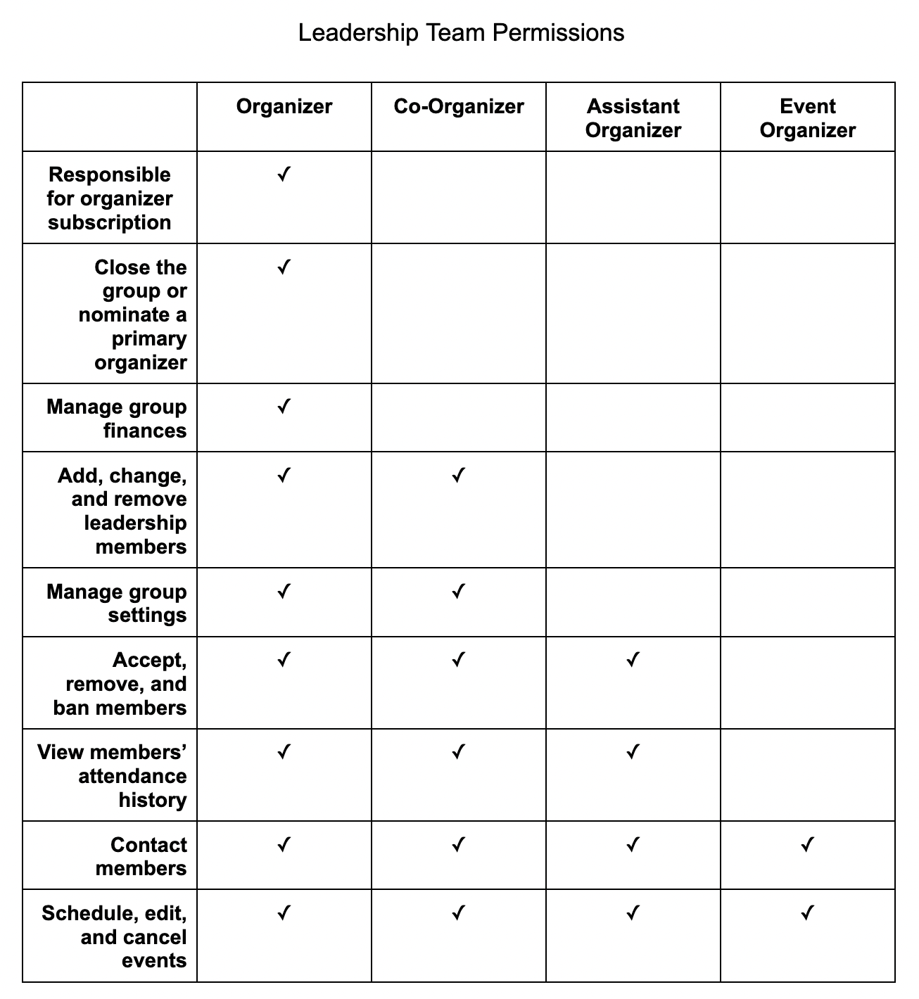 Leadership Team Permissions
Organizer
Co-Organizer
Assistant
Organizer
Event
Organizer
Responsible
for organizer
subscription
✓
Close the
group or
nominate a
primary
organizer
✓
Manage group
finances
✓
Add, change,
and remove
leadership
members
✓ ✓
Manage group
settings
✓ ✓
Accept,
remove, and
ban members
✓ ✓ ✓
View members’
attendance
history
✓ ✓ ✓
Contact
members
✓ ✓ ✓ ✓
Schedule, edit,
and cancel
events
✓ ✓ ✓ ✓